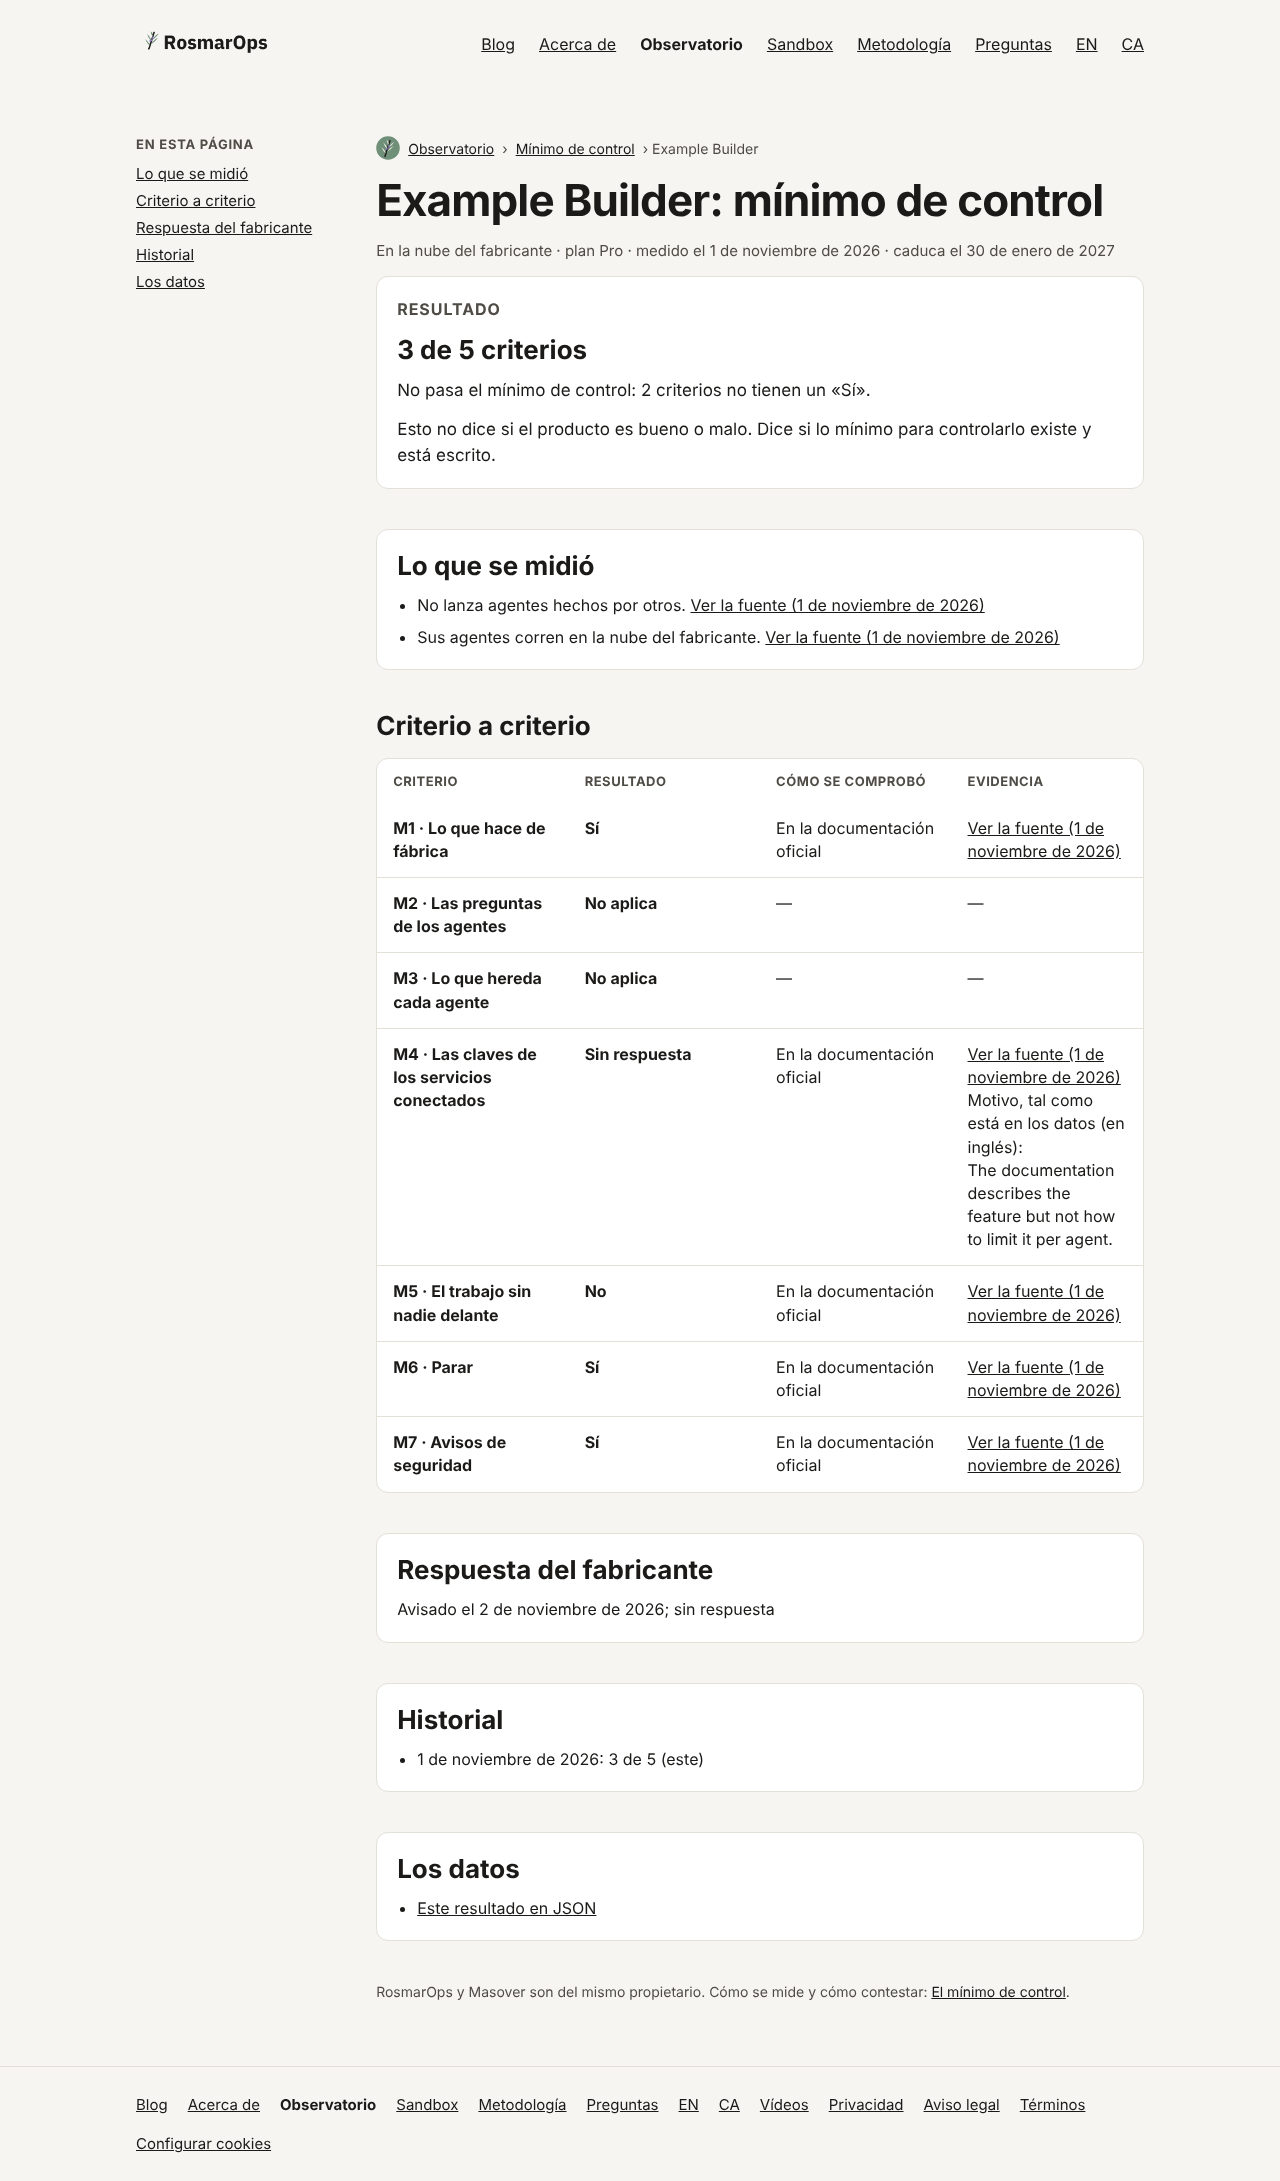 RosmarOps
Blog Acerca de Observatorio Sandbox Metodología Preguntas EN CA
EN ESTA PÁGINA
Lo que se midió
Criterio a criterio
Respuesta del fabricante
Historial
Los datos
Observatorio › Mínimo de control › Example Builder
Example Builder: mínimo de control
En la nube del fabricante · plan Pro · medido el 1 de noviembre de 2026 · caduca el 30 de enero de 2027
RESULTADO
3 de 5 criterios
No pasa el mínimo de control: 2 criterios no tienen un «Sí».
Esto no dice si el producto es bueno o malo. Dice si lo mínimo para controlarlo existe y
está escrito.
Lo que se midió
• No lanza agentes hechos por otros. Ver la fuente (1 de noviembre de 2026)
• Sus agentes corren en la nube del fabricante. Ver la fuente (1 de noviembre de 2026)
Criterio a criterio
CRITERIO RESULTADO CÓMO SE COMPROBÓ EVIDENCIA
M1 · Lo que hace de
fábrica
Sí
En la documentación
oficial
Ver la fuente (1 de
noviembre de 2026)
M2 · Las preguntas
de los agentes
No aplica
—
—
M3 · Lo que hereda
cada agente
No aplica
—
—
M4 · Las claves de
los servicios
conectados
Sin respuesta
En la documentación
oficial
Ver la fuente (1 de
noviembre de 2026)
Motivo, tal como
está en los datos (en
inglés):
The documentation
describes the
feature but not how
to limit it per agent.
M5 · El trabajo sin
nadie delante
No
En la documentación
oficial
Ver la fuente (1 de
noviembre de 2026)
M6 · Parar
Sí
En la documentación
oficial
Ver la fuente (1 de
noviembre de 2026)
M7 · Avisos de
seguridad
Sí
En la documentación
oficial
Ver la fuente (1 de
noviembre de 2026)
Respuesta del fabricante
Avisado el 2 de noviembre de 2026; sin respuesta
Historial
• 1 de noviembre de 2026: 3 de 5 (este)
Los datos
• Este resultado en JSON
RosmarOps y Masover son del mismo propietario. Cómo se mide y cómo contestar: El mínimo de control.
Blog Acerca de Observatorio Sandbox Metodología Preguntas EN CA Vídeos Privacidad Aviso legal Términos
Configurar cookies